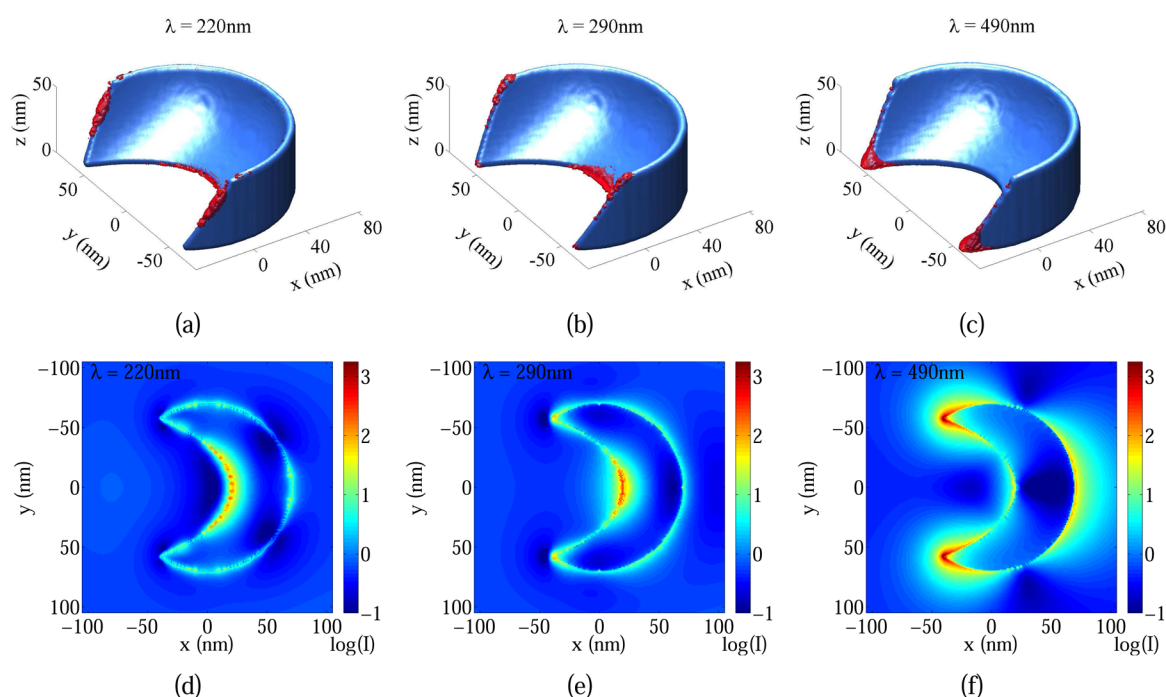 λ = 220nm
λ = 290nm
λ = 490nm
50
z (nm)
0
50
0
-50
y (nm)
0
40
80
x (nm)
50
z (nm)
0
50
0
-50
y (nm)
0
40
80
x (nm)
50
z (nm)
0
50
0
-50
y (nm)
0
40
80
x (nm)
(a)
(b)
(c)
λ = 220nm
−100
−50
0
50
100
y (nm)
−100 −50 0 50 100
x (nm)
3
2
1
0
−1
log(I)
λ = 290nm
−100
−50
0
50
100
y (nm)
−100 −50 0 50 100
x (nm)
3
2
1
0
−1
log(I)
λ = 490nm
−100
−50
0
50
100
y (nm)
−100 −50 0 50 100
x (nm)
3
2
1
0
−1
log(I)
(d)
(e)
(f)